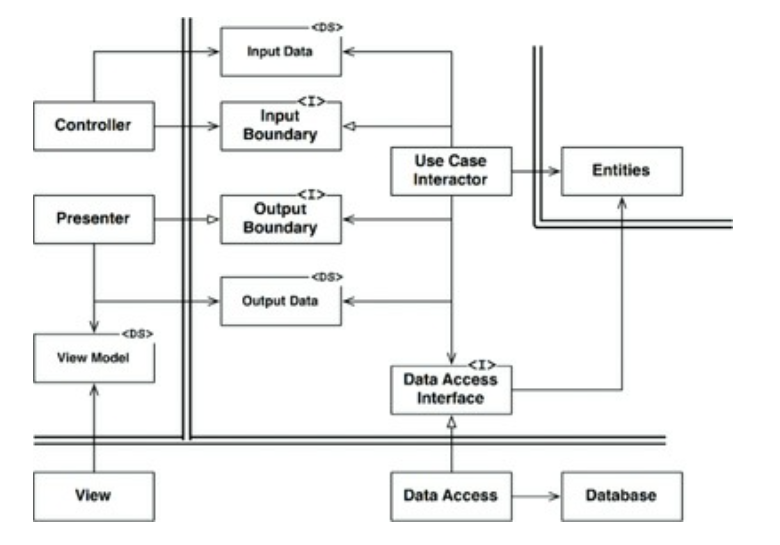 <DS>
Input Data
Controller
<I>
Input
Boundary
Use Case
Interactor
Entities
Presenter
<I>
Output
Boundary
<DS>
Output Data
<DS>
View Model
<I>
Data Access
Interface
View
Data Access
Database